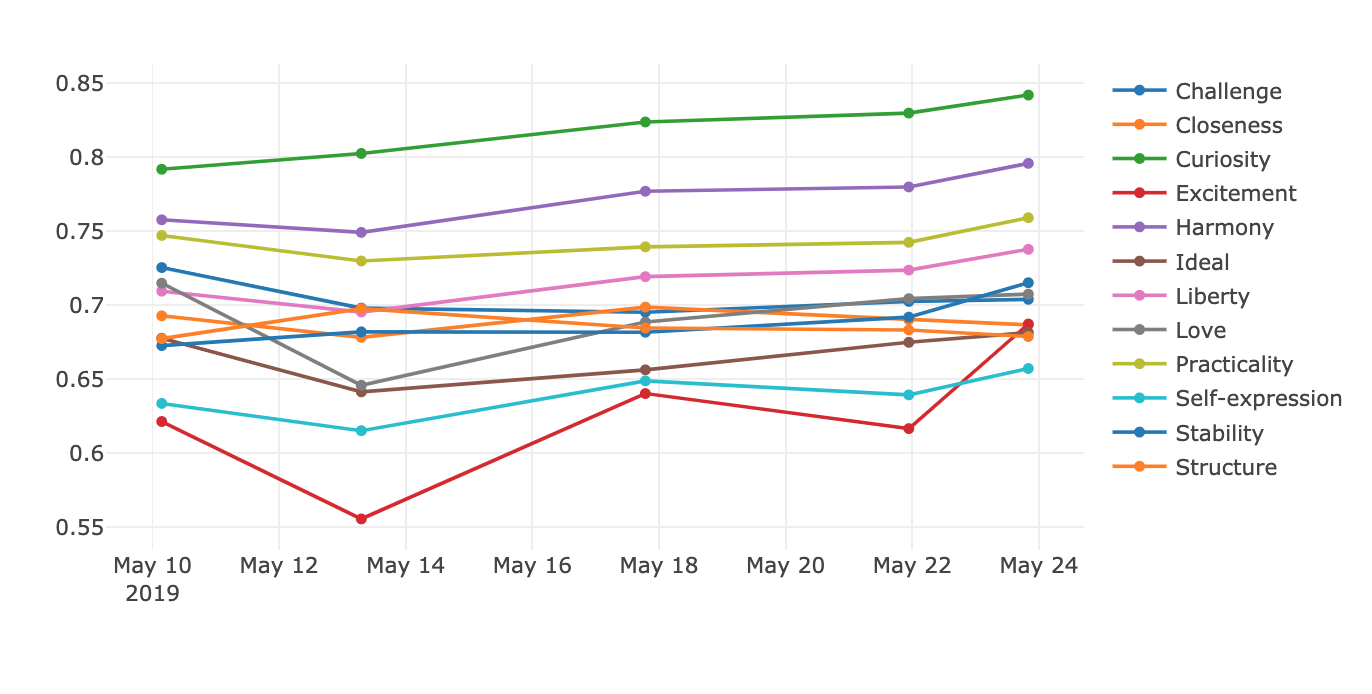 0.85
0.8
0.75
0.7
0.65
0.6
0.55
May 10
2019
May 12
May 14
May 16
May 18
May 20
May 22
May 24
Challenge
Closeness
Curiosity
Excitement
Harmony
Ideal
Liberty
Love
Practicality
Self-expression
Stability
Structure